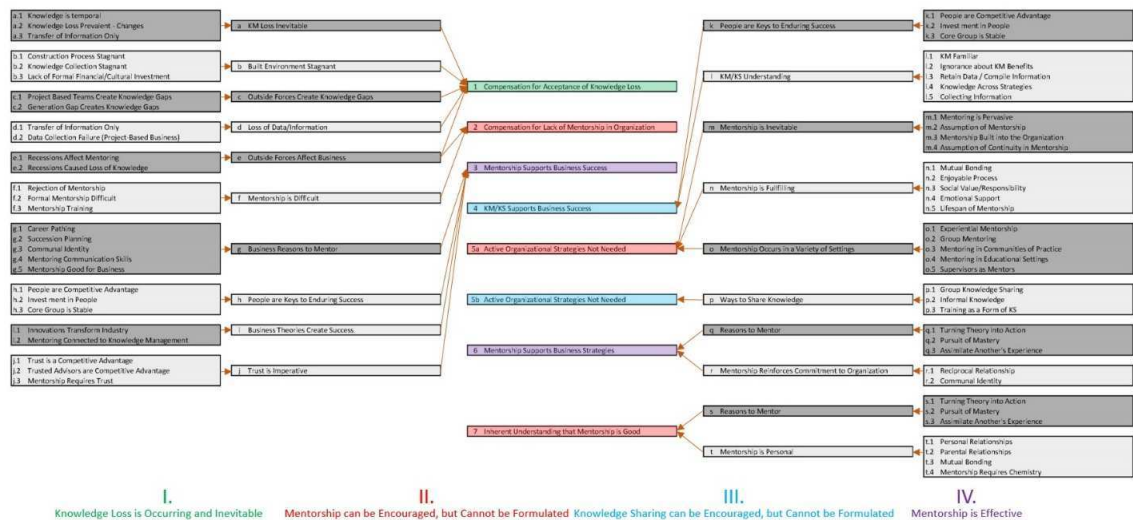 a.1 Knowledge is temporal
a.2 Knowledge Loss Prevalent - Changes
a.3 Transfer of Information Only
a KM Loss Inevitable
b.1 Construction Process Stagnant
b.2 Knowledge Collection Stagnant
b.3 Lack of Formal Financial/Cultural Investment
b Built Environment Stagnant
c.1 Project Based Teams Create Knowledge Gaps
c.2 Generation Gap Creates Knowledge Gaps
c Outside Forces Create Knowledge Gaps
d.1 Transfer of Information Only
d.2 Data Collection Failure (Project-Based Business)
d Loss of Data/Information
e.1 Recessions Affect Mentoring
e.2 Recessions Caused Loss of Knowledge
e Outside Forces Affect Business
f.1 Rejection of Mentorship
f.2 Formal Mentorship Difficult
f.3 Mentorship Training
f Mentorship is Difficult
g.1 Career Pathing
g.2 Succession Planning
g.3 Communal Identity
g.4 Mentoring Communication Skills
g.5 Mentorship Good for Business
g Business Reasons to Mentor
h.1 People are Competitive Advantage
h.2 Investment in People
h.3 Core Group is Stable
h People are Keys to Enduring Success
i.1 Innovations Transform Industry
i.2 Mentoring Connected to Knowledge Management
i Business Theories Create Success
j.1 Trust is a Competitive Advantage
j.2 Trusted Advisors are Competitive Advantage
j.3 Mentorship Requires Trust
j Trust is Imperative
1 Compensation for Acceptance of Knowledge Loss
2 Compensation for Lack of Mentorship in Organization
3 Mentorship Supports Business Success
4 KM/KS Supports Business Success
5a Active Organizational Strategies Not Needed
5b Active Organizational Strategies Not Needed
6 Mentorship Supports Business Strategies
7 Inherent Understanding that Mentorship is Good
k People are Keys to Enduring Success
k.1 People are Competitive Advantage
k.2 Invest in People
k.3 Core Group is Stable
l KM/KS Understanding
l.1 KM Familiar
l.2 Ignorance about KM Benefits
l.3 Retain Data / Compile Information
l.4 Knowledge Across Strategies
l.5 Collecting Information
m Mentorship is Inevitable
m.1 Mentoring is Pervasive
m.2 Assumption of Mentorship
m.3 Mentorship Built into the Organization
m.4 Assumption of Continuity in Mentorship
n Mentorship is Fulfilling
n.1 Mutual Bonding
n.2 Enjoyable Process
n.3 Social Value/Responsibility
n.4 Emotional Support
n.5 Lifespan of Mentorship
o Mentorship Occurs in a Variety of Settings
o.1 Experiential Mentorship
o.2 Group Mentoring
o.3 Mentoring in Communities of Practice
o.4 Mentoring in Educational Settings
o.5 Supervisors as Mentors
p Ways to Share Knowledge
p.1 Group Knowledge Sharing
p.2 Informal Knowledge
p.3 Training as a Form of KS
q Reasons to Mentor
q.1 Turning Theory into Action
q.2 Pursuit of Mastery
q.3 Assimilate Another's Experience
r Mentorship Reinforces Commitment to Organization
r.1 Reciprocal Relationship
r.2 Communal Identity
s Reasons to Mentor
s.1 Turning Theory into Action
s.2 Pursuit of Mastery
s.3 Assimilate Another's Experience
t Mentorship is Personal
t.1 Personal Relationships
t.2 Parental Relationships
t.3 Mutual Bonding
t.4 Mentorship Requires Chemistry
I.
Knowledge Loss is Occurring and Inevitable
II.
Mentorship can be Encouraged, but Cannot be Formulated
III.
Knowledge Sharing can be Encouraged, but Cannot be Formulated
IV.
Mentorship is Effective